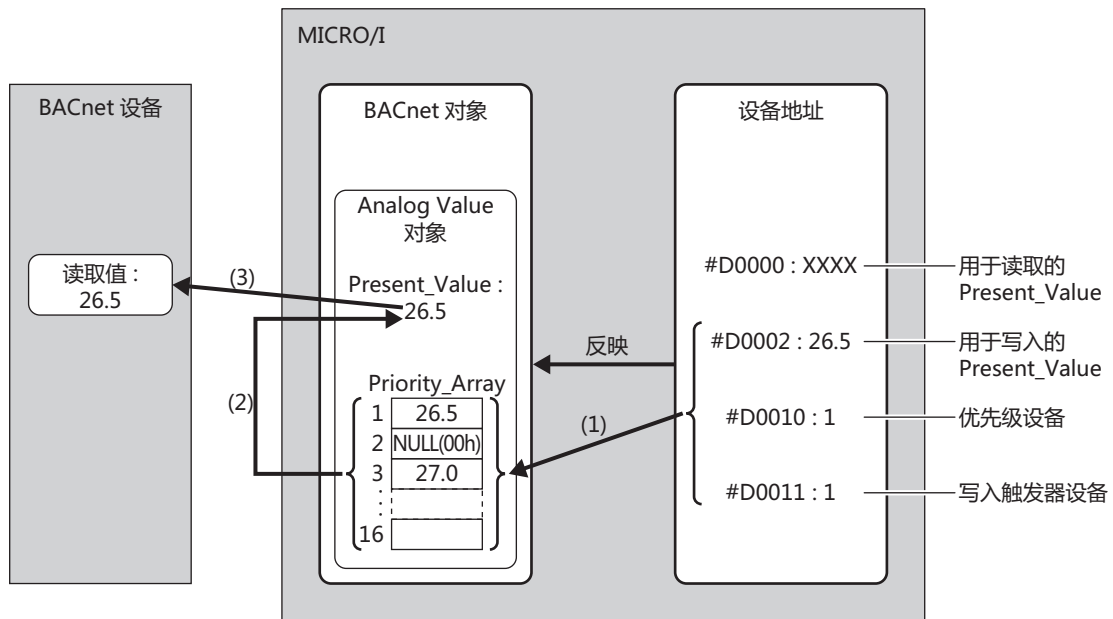 MICRO/I
BACnet 设备
读取值 :
26.5
(3)
(2)
BACnet 对象
Analog Value
对象
Present_Value :
26.5
Priority_Array
1 26.5
2 NULL(00h)
3 27.0
:
16
反映
(1)
设备地址
#D0000 : XXXX
用于读取的
Present_Value
#D0002 : 26.5
用于写入的
Present_Value
#D0010 : 1
优先级设备
#D0011 : 1
写入触发器设备